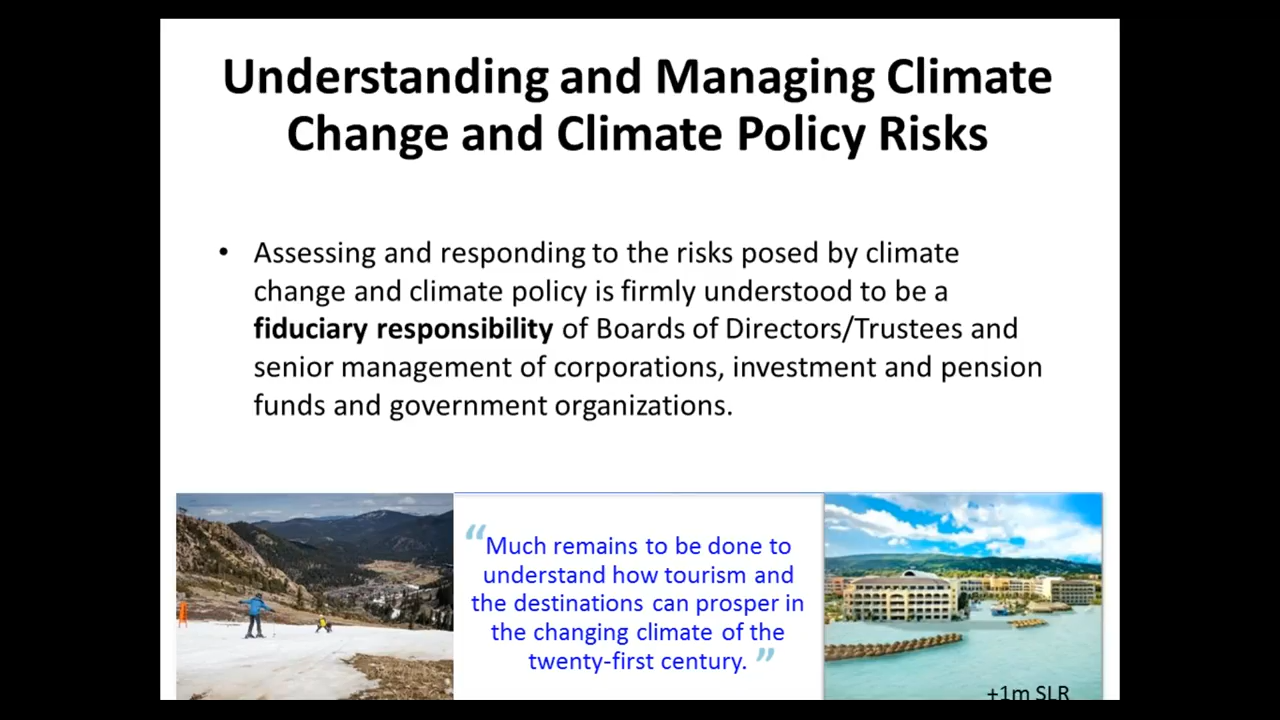 Understanding and Managing Climate
Change and Climate Policy Risks
• Assessing and responding to the risks posed by climate
change and climate policy is firmly understood to be a
fiduciary responsibility of Boards of Directors/Trustees and
senior management of corporations, investment and pension
funds and government organizations.
“Much remains to be done to
understand how tourism and
the destinations can prosper in
the changing climate of the
twenty-first century. ”
+1m SLR